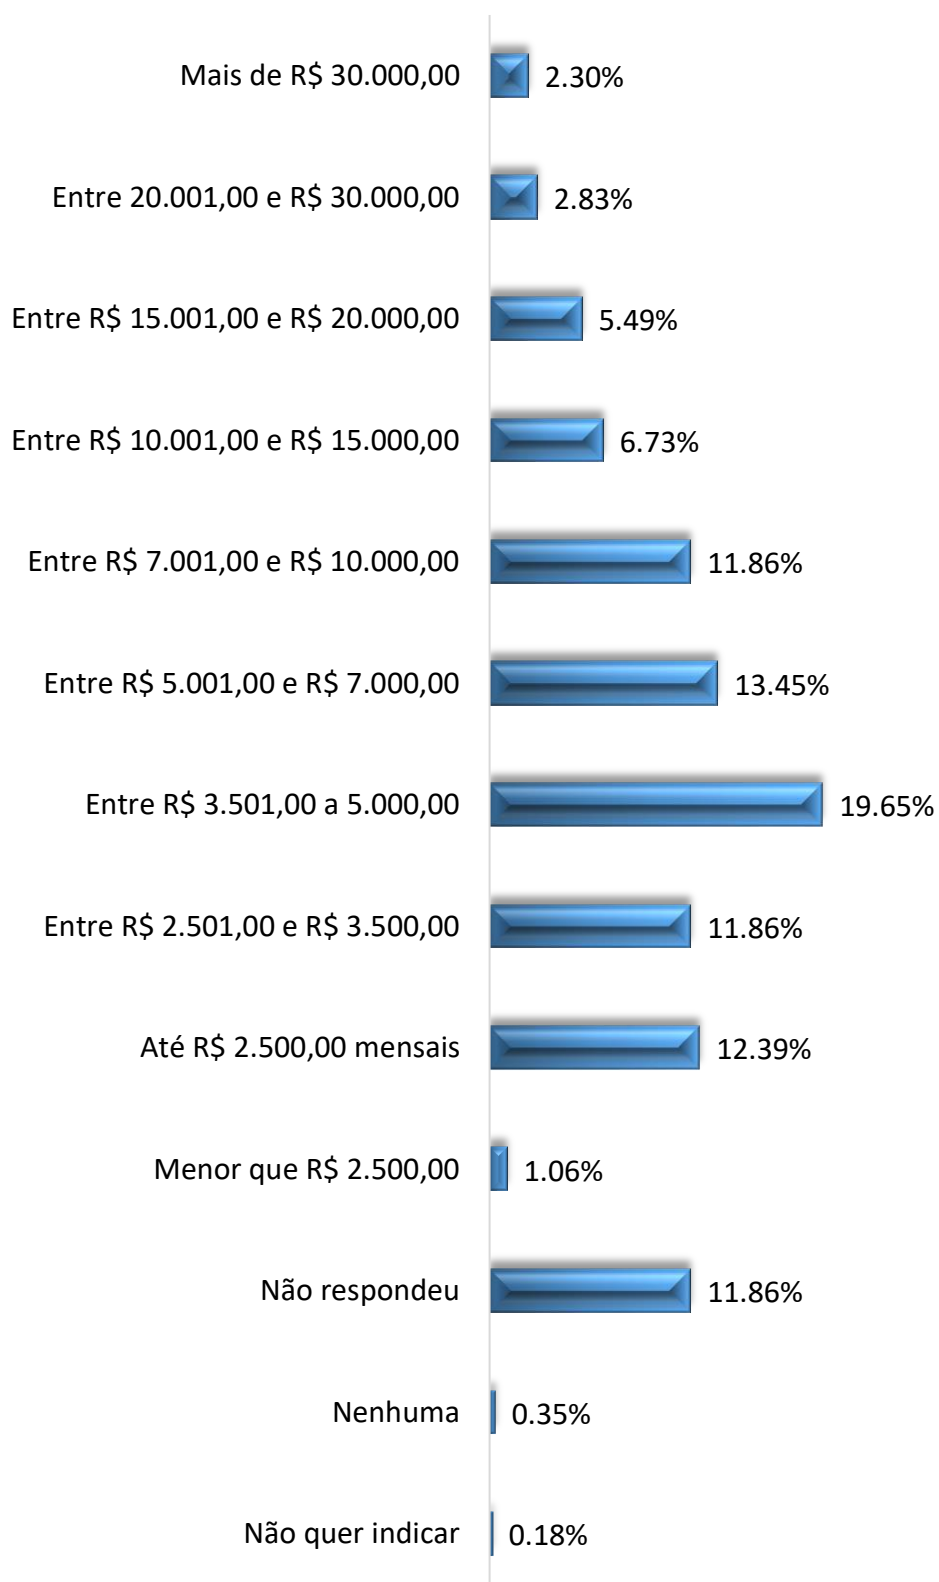 Mais de R$ 30.000,00 2.30%
Entre 20.001,00 e R$ 30.000,00 2.83%
Entre R$ 15.001,00 e R$ 20.000,00 5.49%
Entre R$ 10.001,00 e R$ 15.000,00 6.73%
Entre R$ 7.001,00 e R$ 10.000,00 11.86%
Entre R$ 5.001,00 e R$ 7.000,00 13.45%
Entre R$ 3.501,00 a 5.000,00 19.65%
Entre R$ 2.501,00 e R$ 3.500,00 11.86%
Até R$ 2.500,00 mensais 12.39%
Menor que R$ 2.500,00 1.06%
Não respondeu 11.86%
Nenhuma 0.35%
Não quer indicar 0.18%